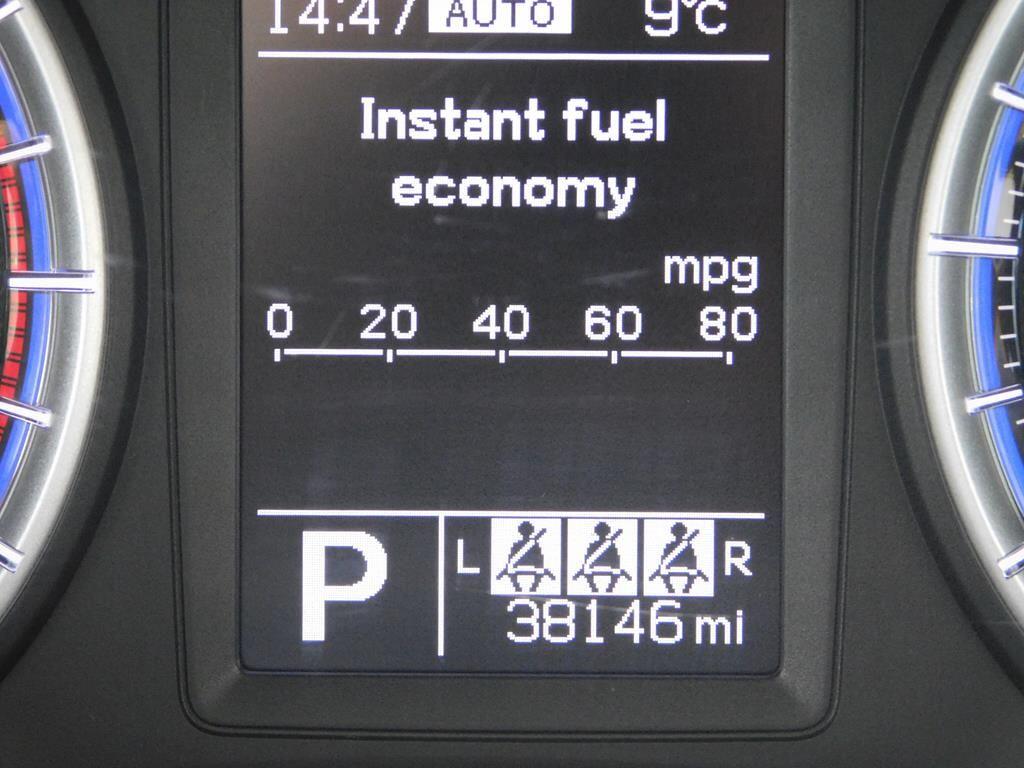 14:47 AUTO 9°C
Instant fuel
economy
mpg
0 20 40 60 80
P
L R
38146 mi